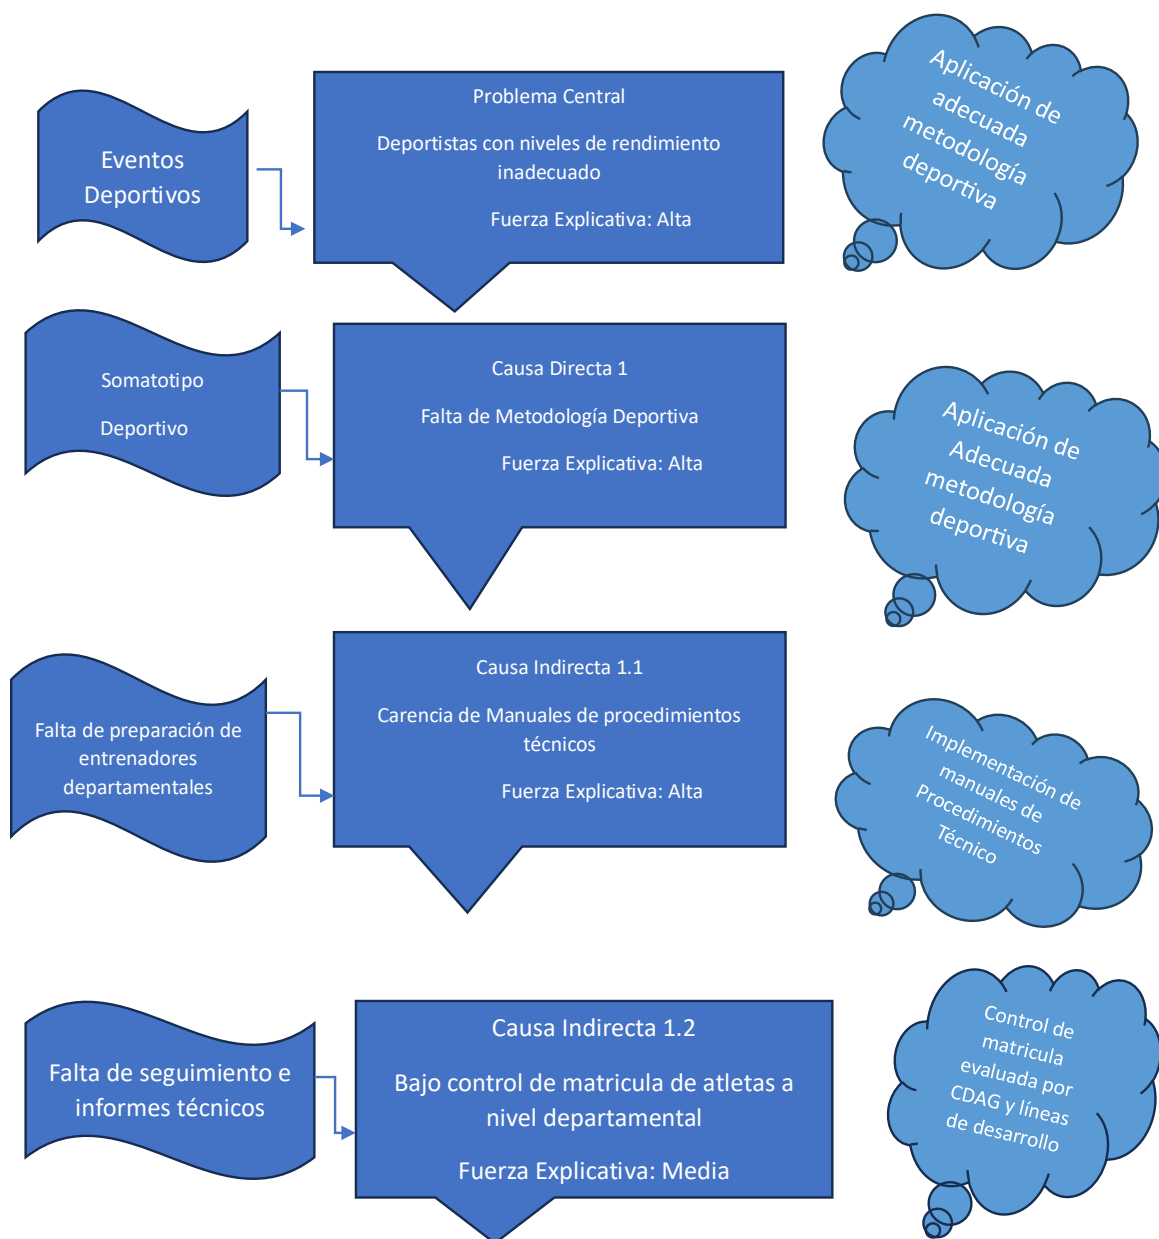 Eventos
Deportivos
Problema Central
Deportistas con niveles de rendimiento
inadecuado
Fuerza Explicativa: Alta
Aplicación de
adecuada
metodología
deportiva
Somatotipo
Deportivo
Causa Directa 1
Falta de Metodología Deportiva
Fuerza Explicativa: Alta
Aplicación de
Adecuada
metodología
deportiva
Falta de preparación de
entrenadores
departamentales
Causa Indirecta 1.1
Carencia de Manuales de procedimientos
técnicos
Fuerza Explicativa: Alta
Implementación de
manuales de
Procedimientos
Técnico
Falta de seguimiento e
informes técnicos
Causa Indirecta 1.2
Bajo control de matricula de atletas a
nivel departamental
Fuerza Explicativa: Media
Control de
matricula
evaluada por
CDAG y líneas
de desarrollo